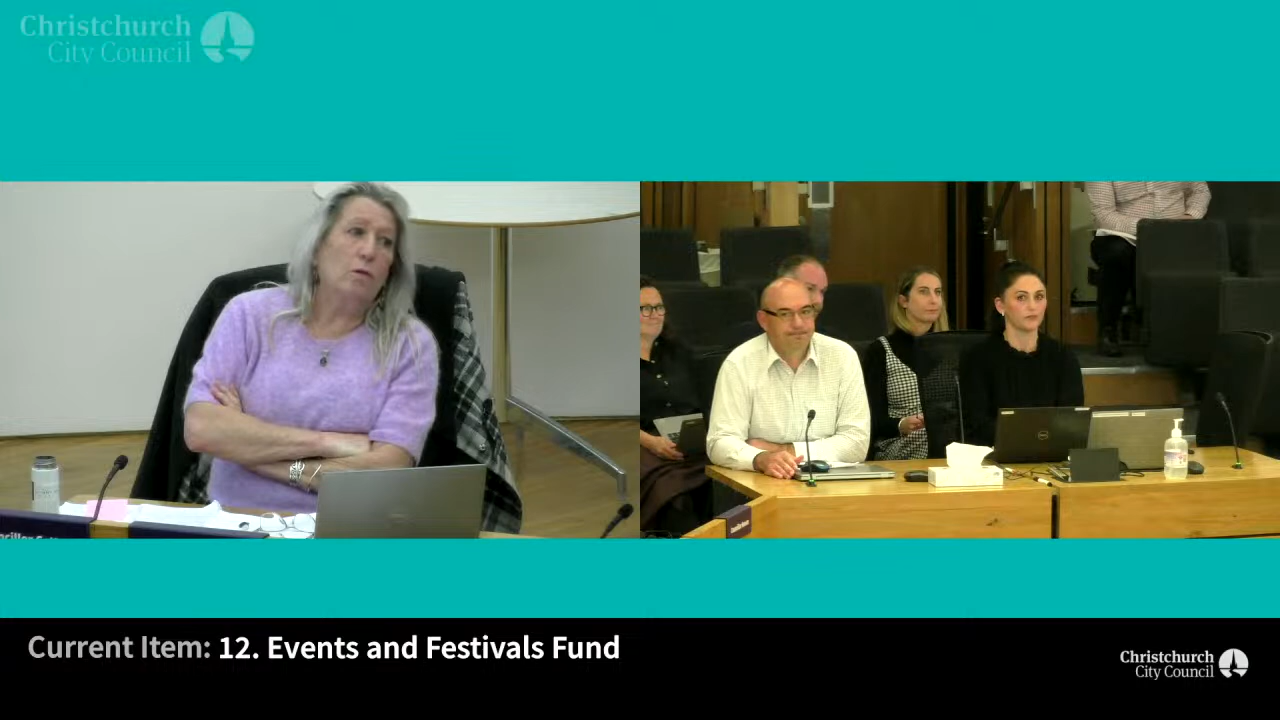 Christchurch
City Council
Current Item: 12. Events and Festivals Fund
Christchurch
City Council